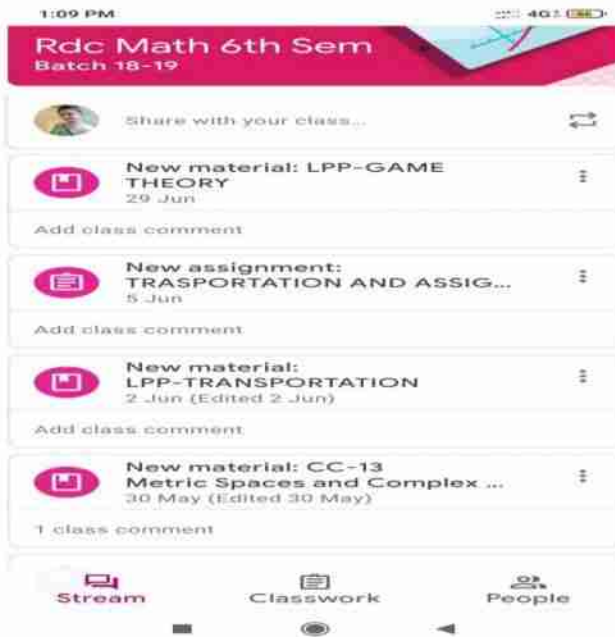 1:09 PM
4G
Rdc Math 6th Sem
Batch 18-19
Share with your class...
New material: LPP-GAME
THEORY
29 Jun
Add class comment
New assignment:
TRASPORTATION AND ASSIG...
5 Jun
Add class comment
New material:
LPP-TRANSPORTATION
2 Jun (Edited 2 Jun)
Add class comment
New material: CC-13
Metric Spaces and Complex ...
30 May (Edited 30 May)
1 class comment
Stream Classwork People